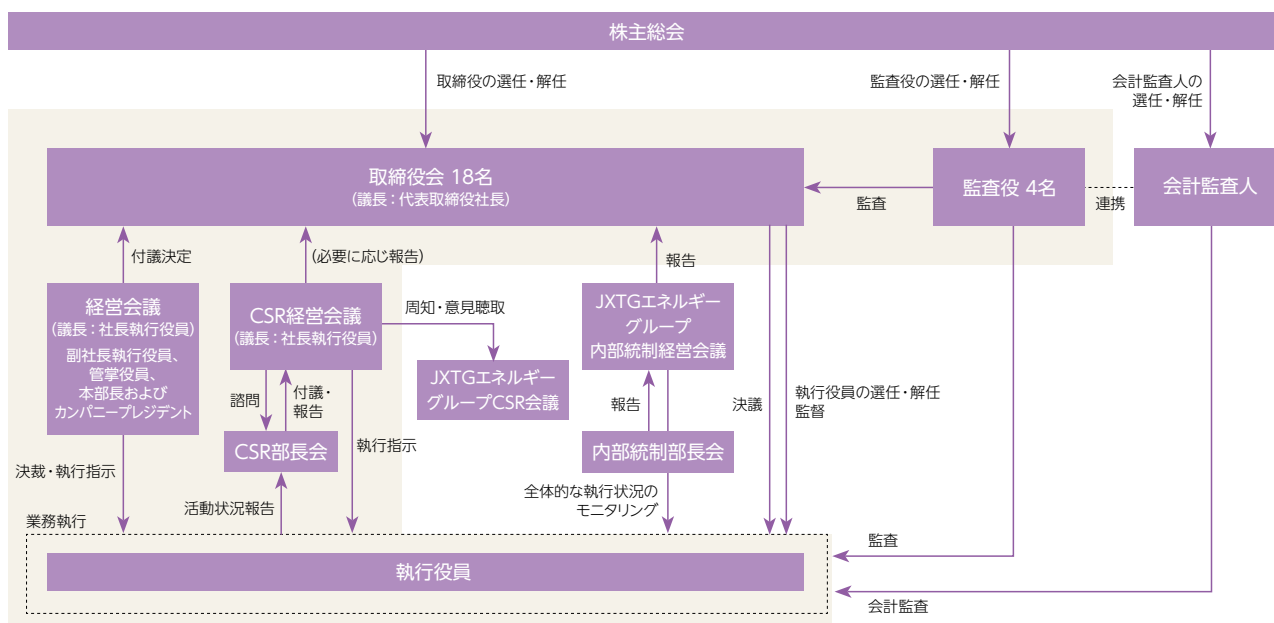 株主総会
取締役の選任・解任
監査役の選任・解任
会計監査人の
選任・解任
取締役会 18名
(議長：代表取締役社長)
監査
監査役 4名
連携
会計監査人
付議決定
(必要に応じ報告)
報告
経営会議
(議長：社長執行役員)
副社長執行役員、
管掌役員、
本部長および
カンパニープレジデント
CSR経営会議
(議長：社長執行役員)
周知・意見聴取
JXTGエネルギー
グループCSR会議
JXTGエネルギー
グループ
内部統制経営会議
諮問
付議・
報告
報告
決議
執行役員の選任・解任
監督
CSR部長会
執行指示
内部統制部長会
決裁・執行指示
活動状況報告
全体的な執行状況の
モニタリング
業務執行
執行役員
監査
会計監査